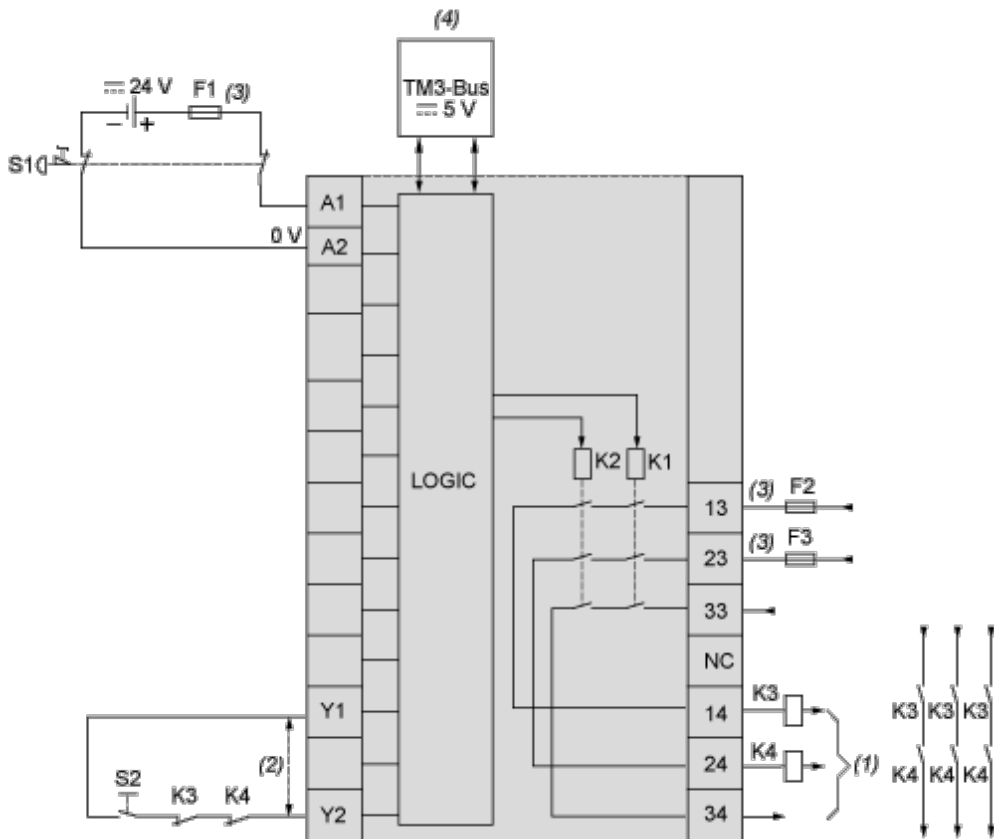 (4)
TM3-Bus
⎓ 5 V
⎓ 24 V
F1
(3)
− +
S1
A1
0 V
A2
LOGIC
K2
K1
13
(3)
F2
23
(3)
F3
33
NC
Y1
14
K3
24
K4
(1)
34
(2)
S2
K3
K4
Y2
K3 K3 K3
K4 K4 K4